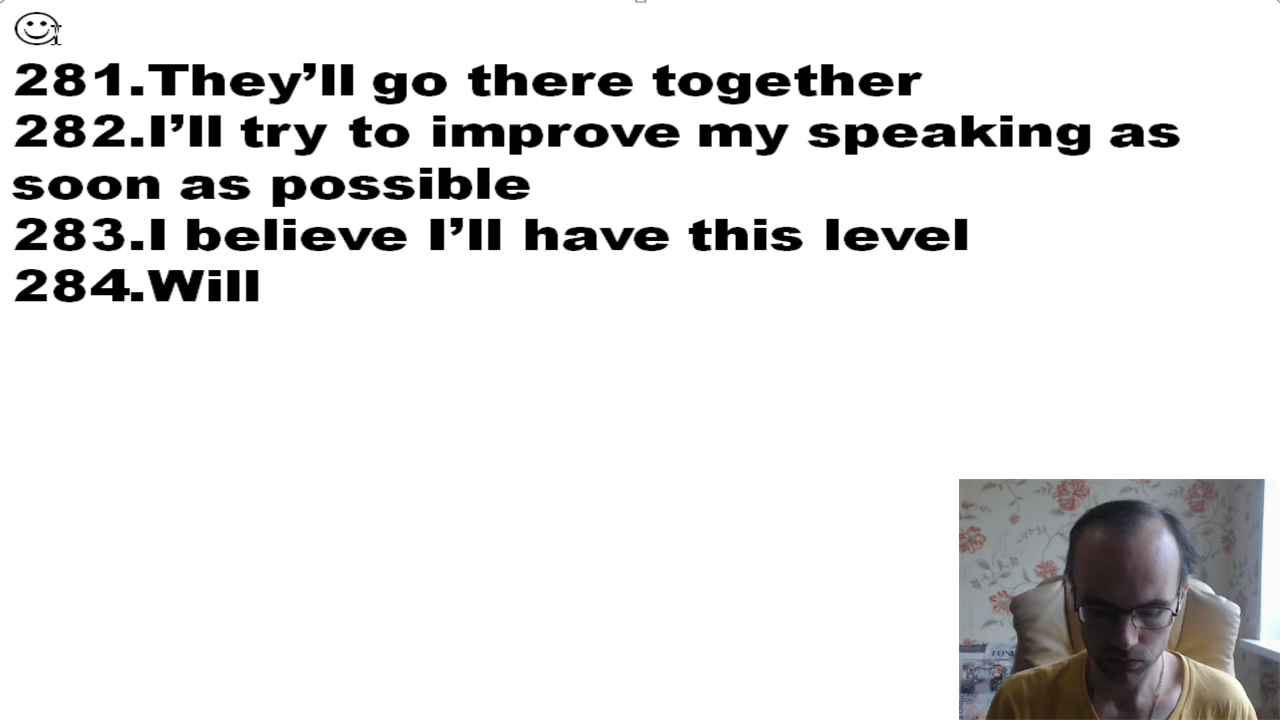 281.They’ll go there together
282.I’ll try to improve my speaking as
soon as possible
283.I believe I’ll have this level
284.Will